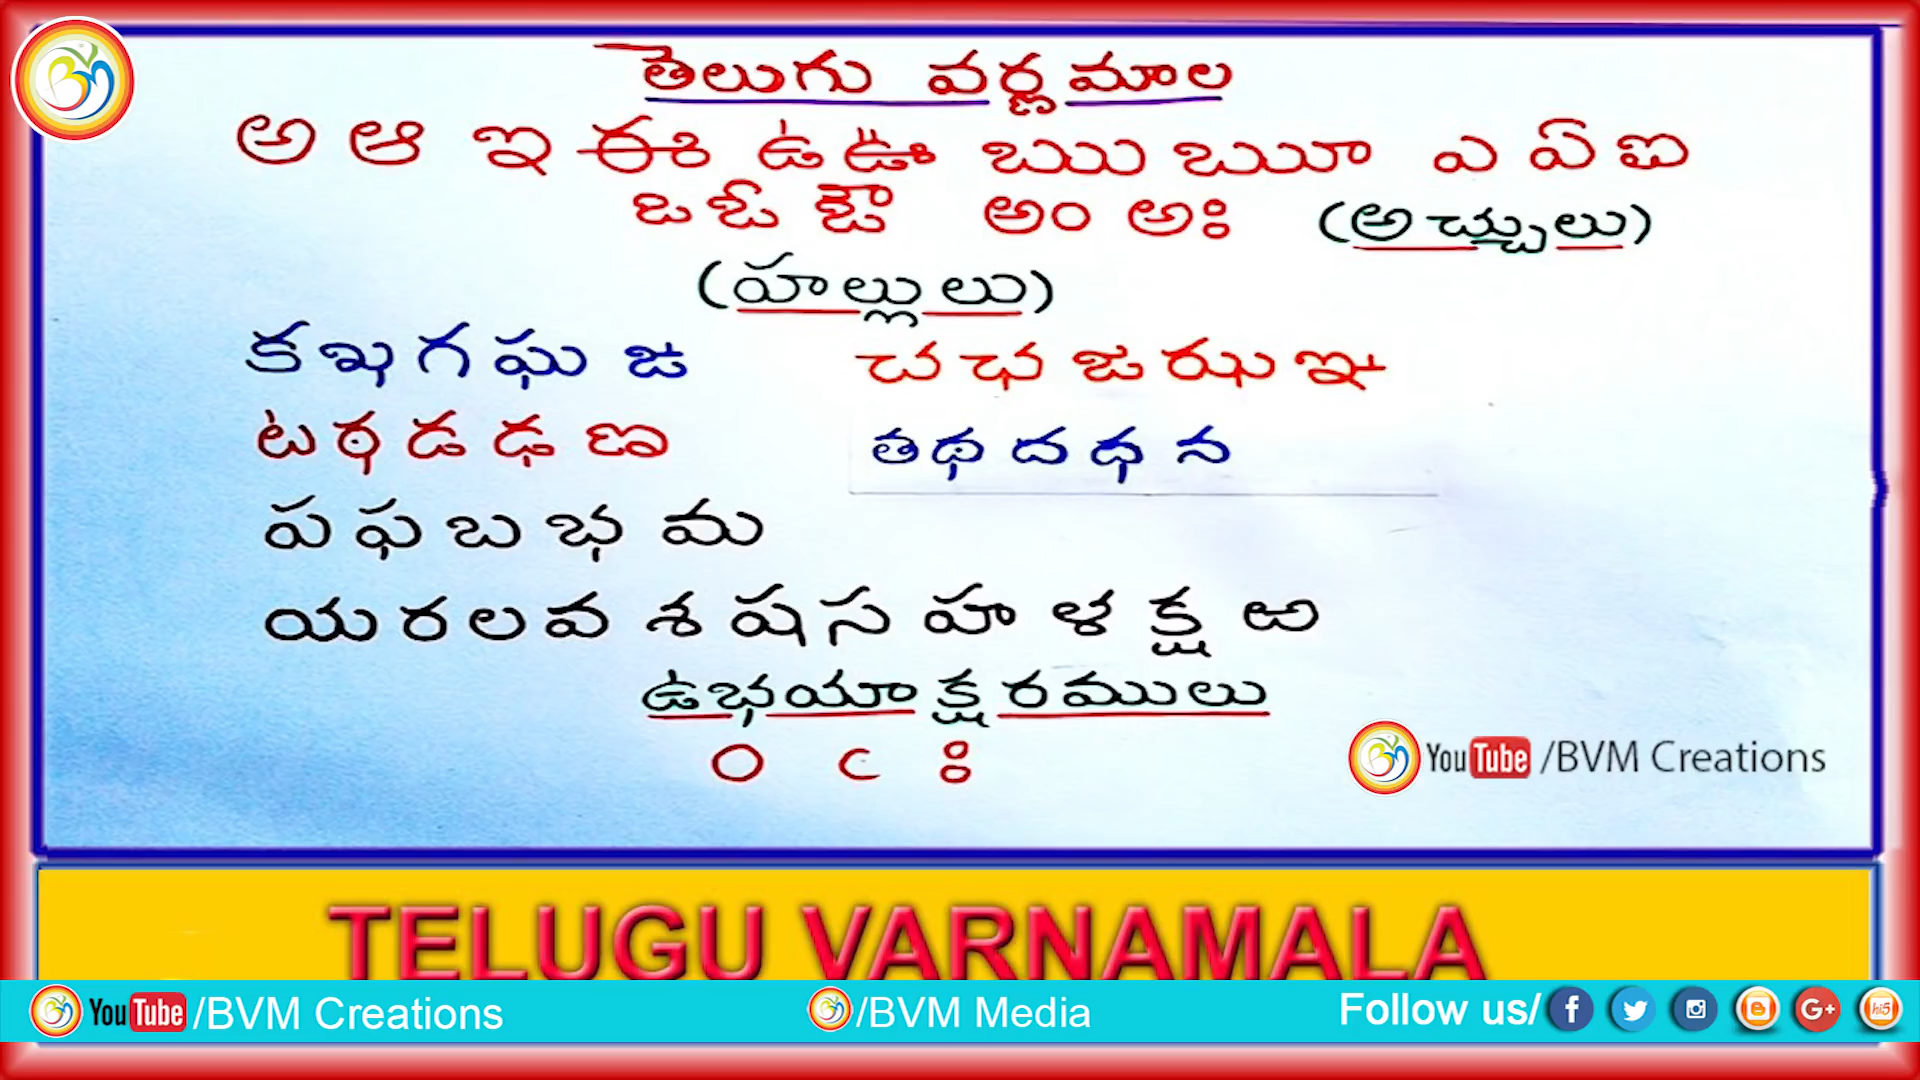 తెలుగు వర్ణమాల
అ ఆ ఇ ఈ ఉ ఊ ఋ ౠ ఎ ఏ ఐ
ఒ ఓ ఔ అం అః (అచ్చులు)
(హల్లులు)
క ఖ గ ఘ ఙ చ ఛ జ ఝ ఞ
ట ఠ డ ఢ ణ త థ ద ధ న
ప ఫ బ భ మ
య ర ల వ శ ష స హ ళ క్ష ఱ
ఉభయాక్షరములు
ం ఁ ః
YouTube /BVM Creations
TELUGU VARNAMALA
YouTube /BVM Creations /BVM Media Follow us/